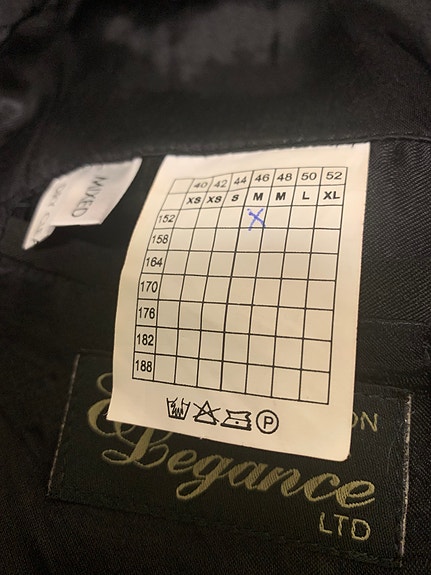 MIXED
40 42 44 46 48 50 52
XS XS S M M L XL
152 X
158
164
170
176
182
188
P
ON
Elegance
LTD